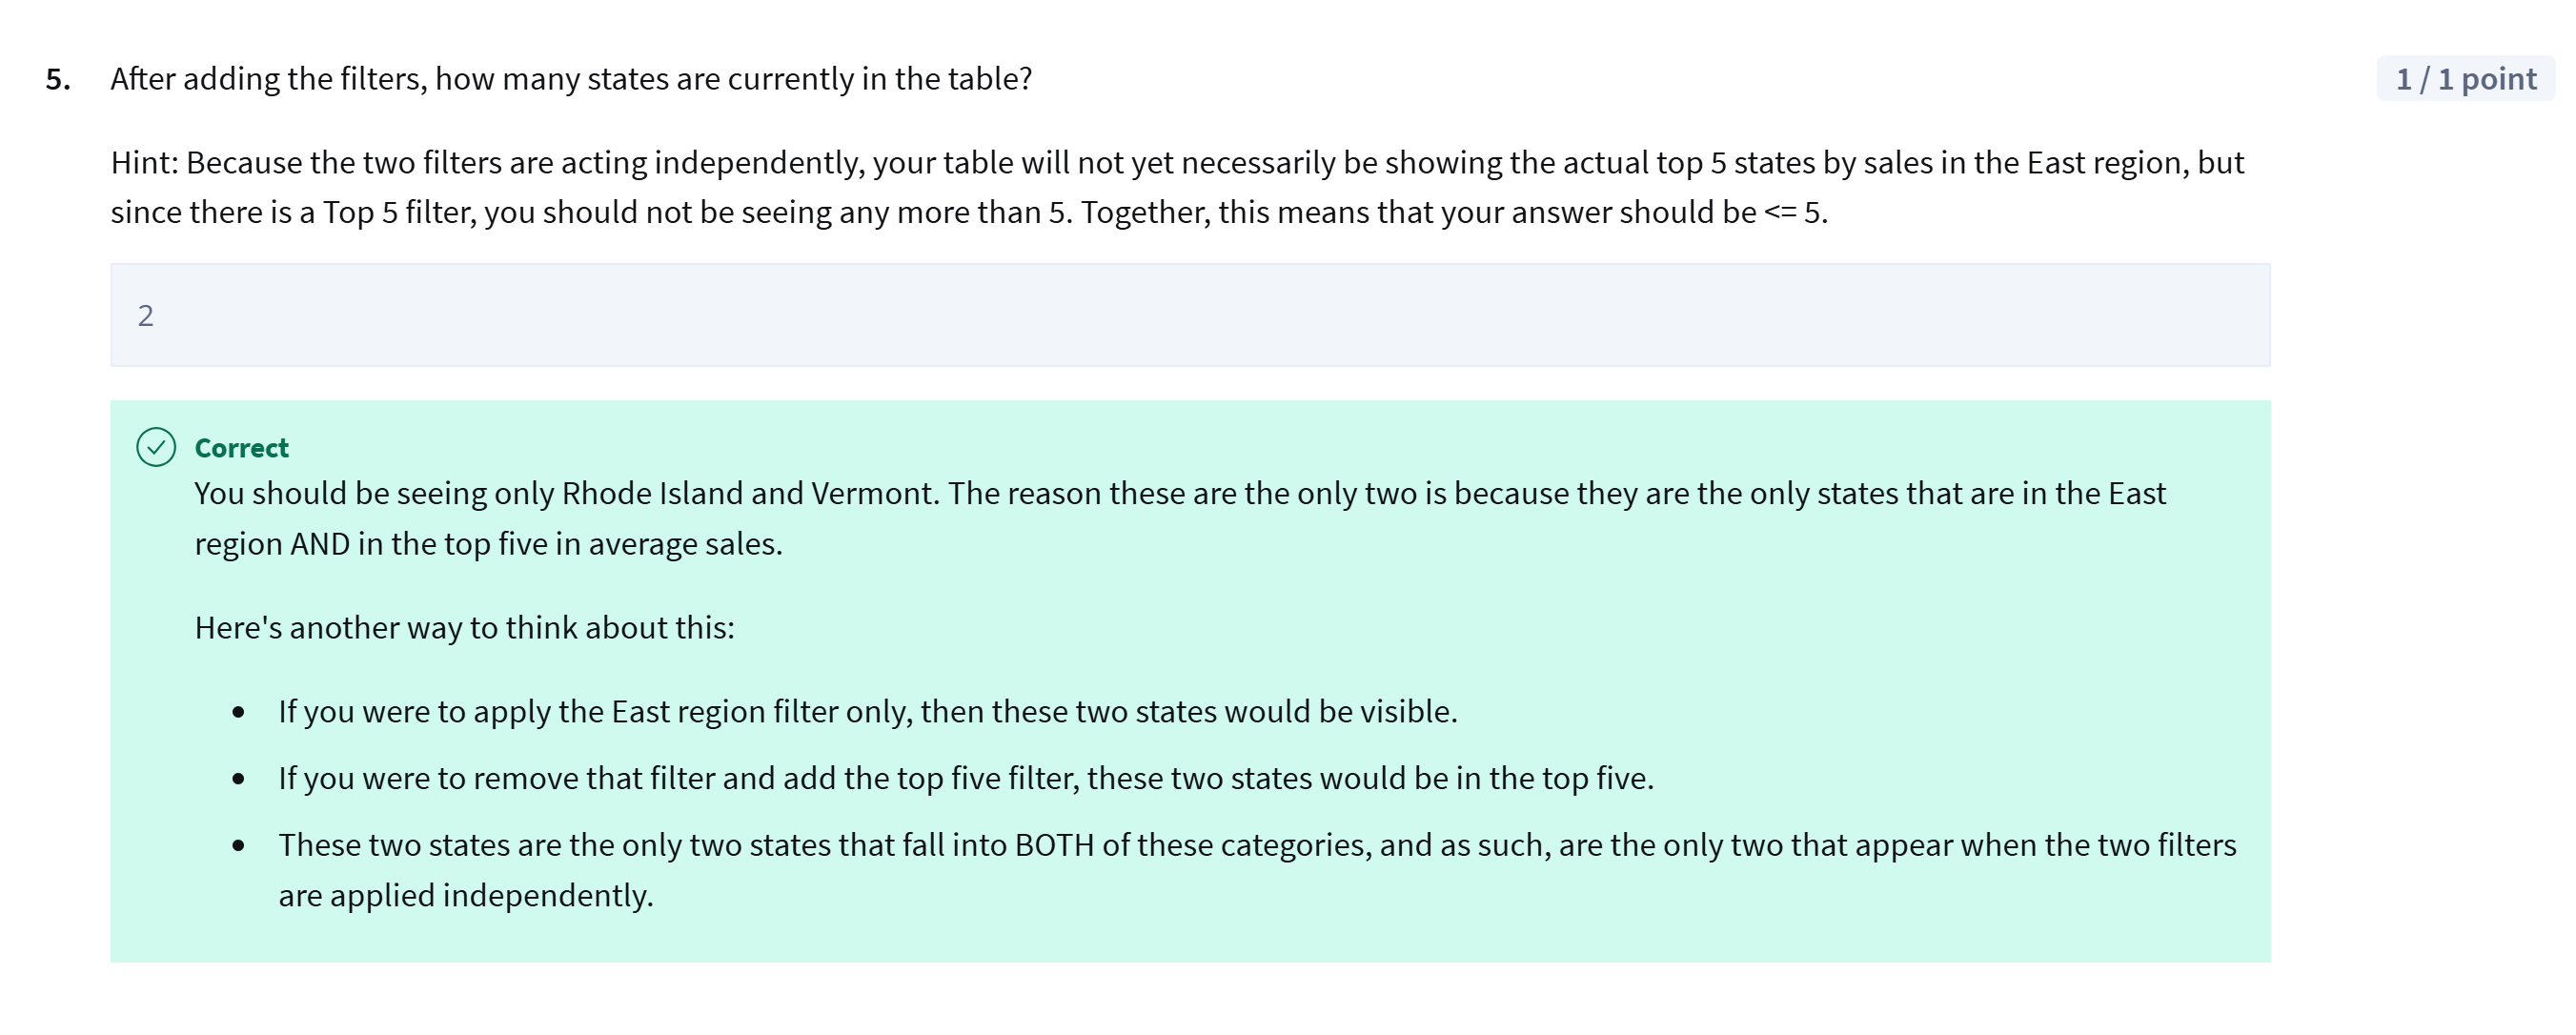 5. After adding the filters, how many states are currently in the table?
1 / 1 point
Hint: Because the two filters are acting independently, your table will not yet necessarily be showing the actual top 5 states by sales in the East region, but
since there is a Top 5 filter, you should not be seeing any more than 5. Together, this means that your answer should be <= 5.
2
Correct
You should be seeing only Rhode Island and Vermont. The reason these are the only two is because they are the only states that are in the East
region AND in the top five in average sales.
Here's another way to think about this:
• If you were to apply the East region filter only, then these two states would be visible.
• If you were to remove that filter and add the top five filter, these two states would be in the top five.
• These two states are the only two states that fall into BOTH of these categories, and as such, are the only two that appear when the two filters
are applied independently.